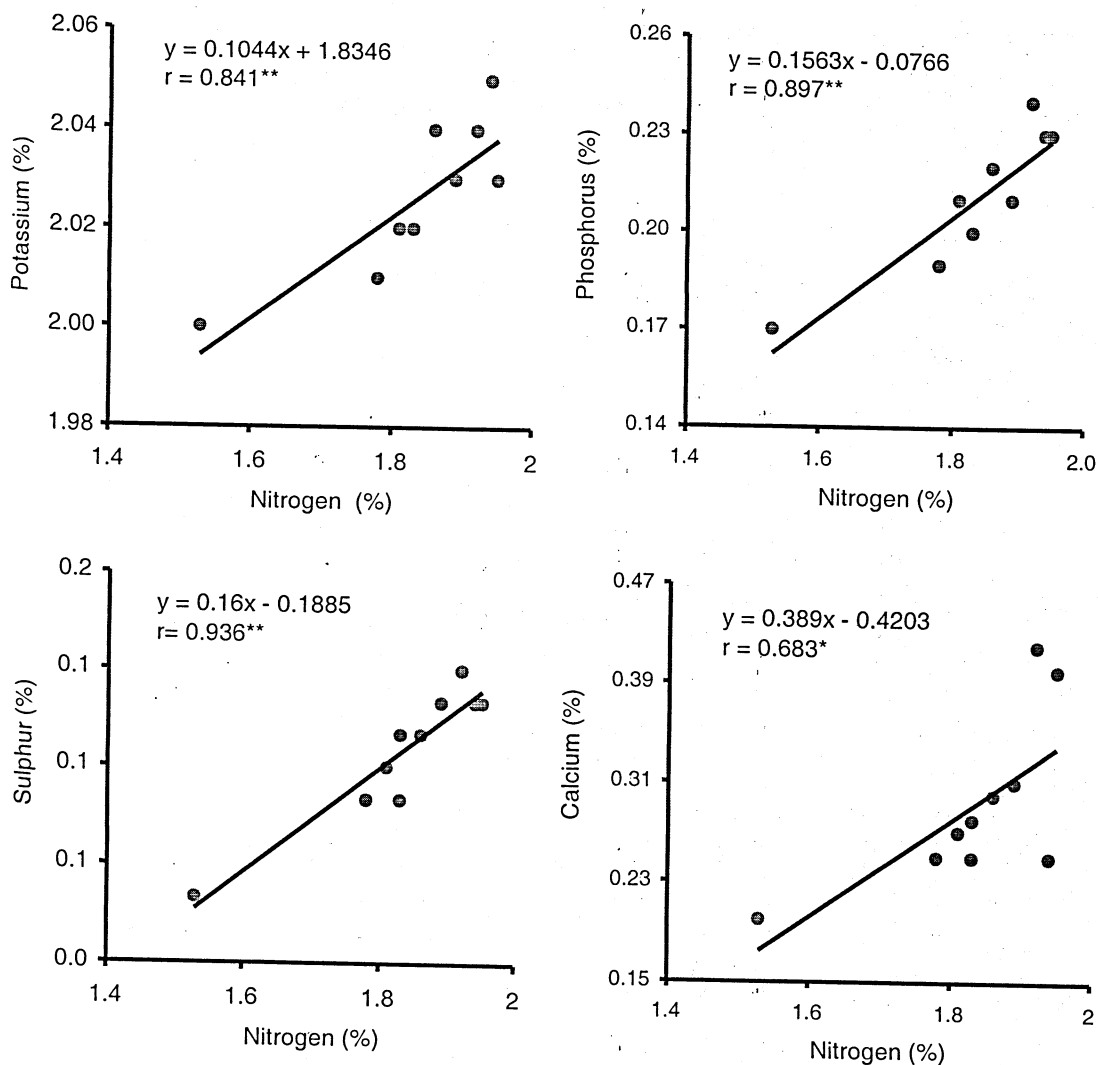 y = 0.1044x + 1.8346
r = 0.841**
Potassium (%)
2.06
2.04
2.02
2.00
1.98
1.4
1.6
1.8
2
Nitrogen (%)
y = 0.1563x - 0.0766
r = 0.897**
Phosphorus (%)
0.26
0.23
0.20
0.17
0.14
1.4
1.6
1.8
2.0
Nitrogen (%)
y = 0.16x - 0.1885
r= 0.936**
Sulphur (%)
0.2
0.1
0.1
0.1
0.0
1.4
1.6
1.8
2
Nitrogen (%)
y = 0.389x - 0.4203
r = 0.683*
Calcium (%)
0.47
0.39
0.31
0.23
0.15
1.4
1.6
1.8
2
Nitrogen (%)